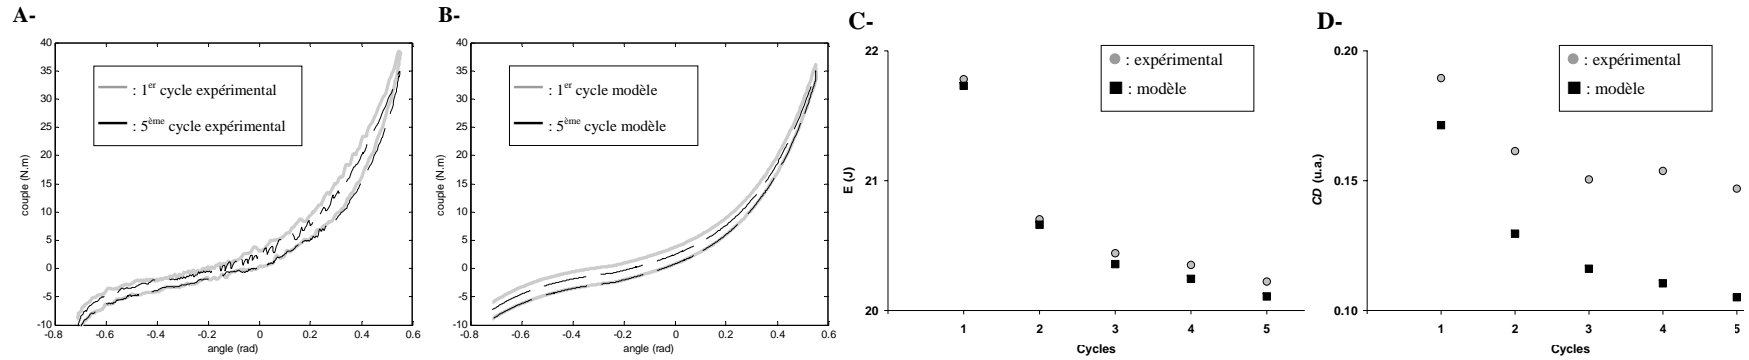 A-
40
35
30
25
20
15
10
5
0
-5
-10
couple (N.m)
: 1er cycle expérimental
: 5ème cycle expérimental
-0.8 -0.6 -0.4 -0.2 0 0.2 0.4 0.6
angle (rad)
B-
40
35
30
25
20
15
10
5
0
-5
-10
couple (N.m)
: 1er cycle modèle
: 5ème cycle modèle
-0.8 -0.6 -0.4 -0.2 0 0.2 0.4 0.6
angle (rad)
C-
22
21
20
E (J)
: expérimental
: modèle
1 2 3 4 5
Cycles
D-
0.20
0.15
0.10
CD (u.a.)
: expérimental
: modèle
1 2 3 4 5
Cycles